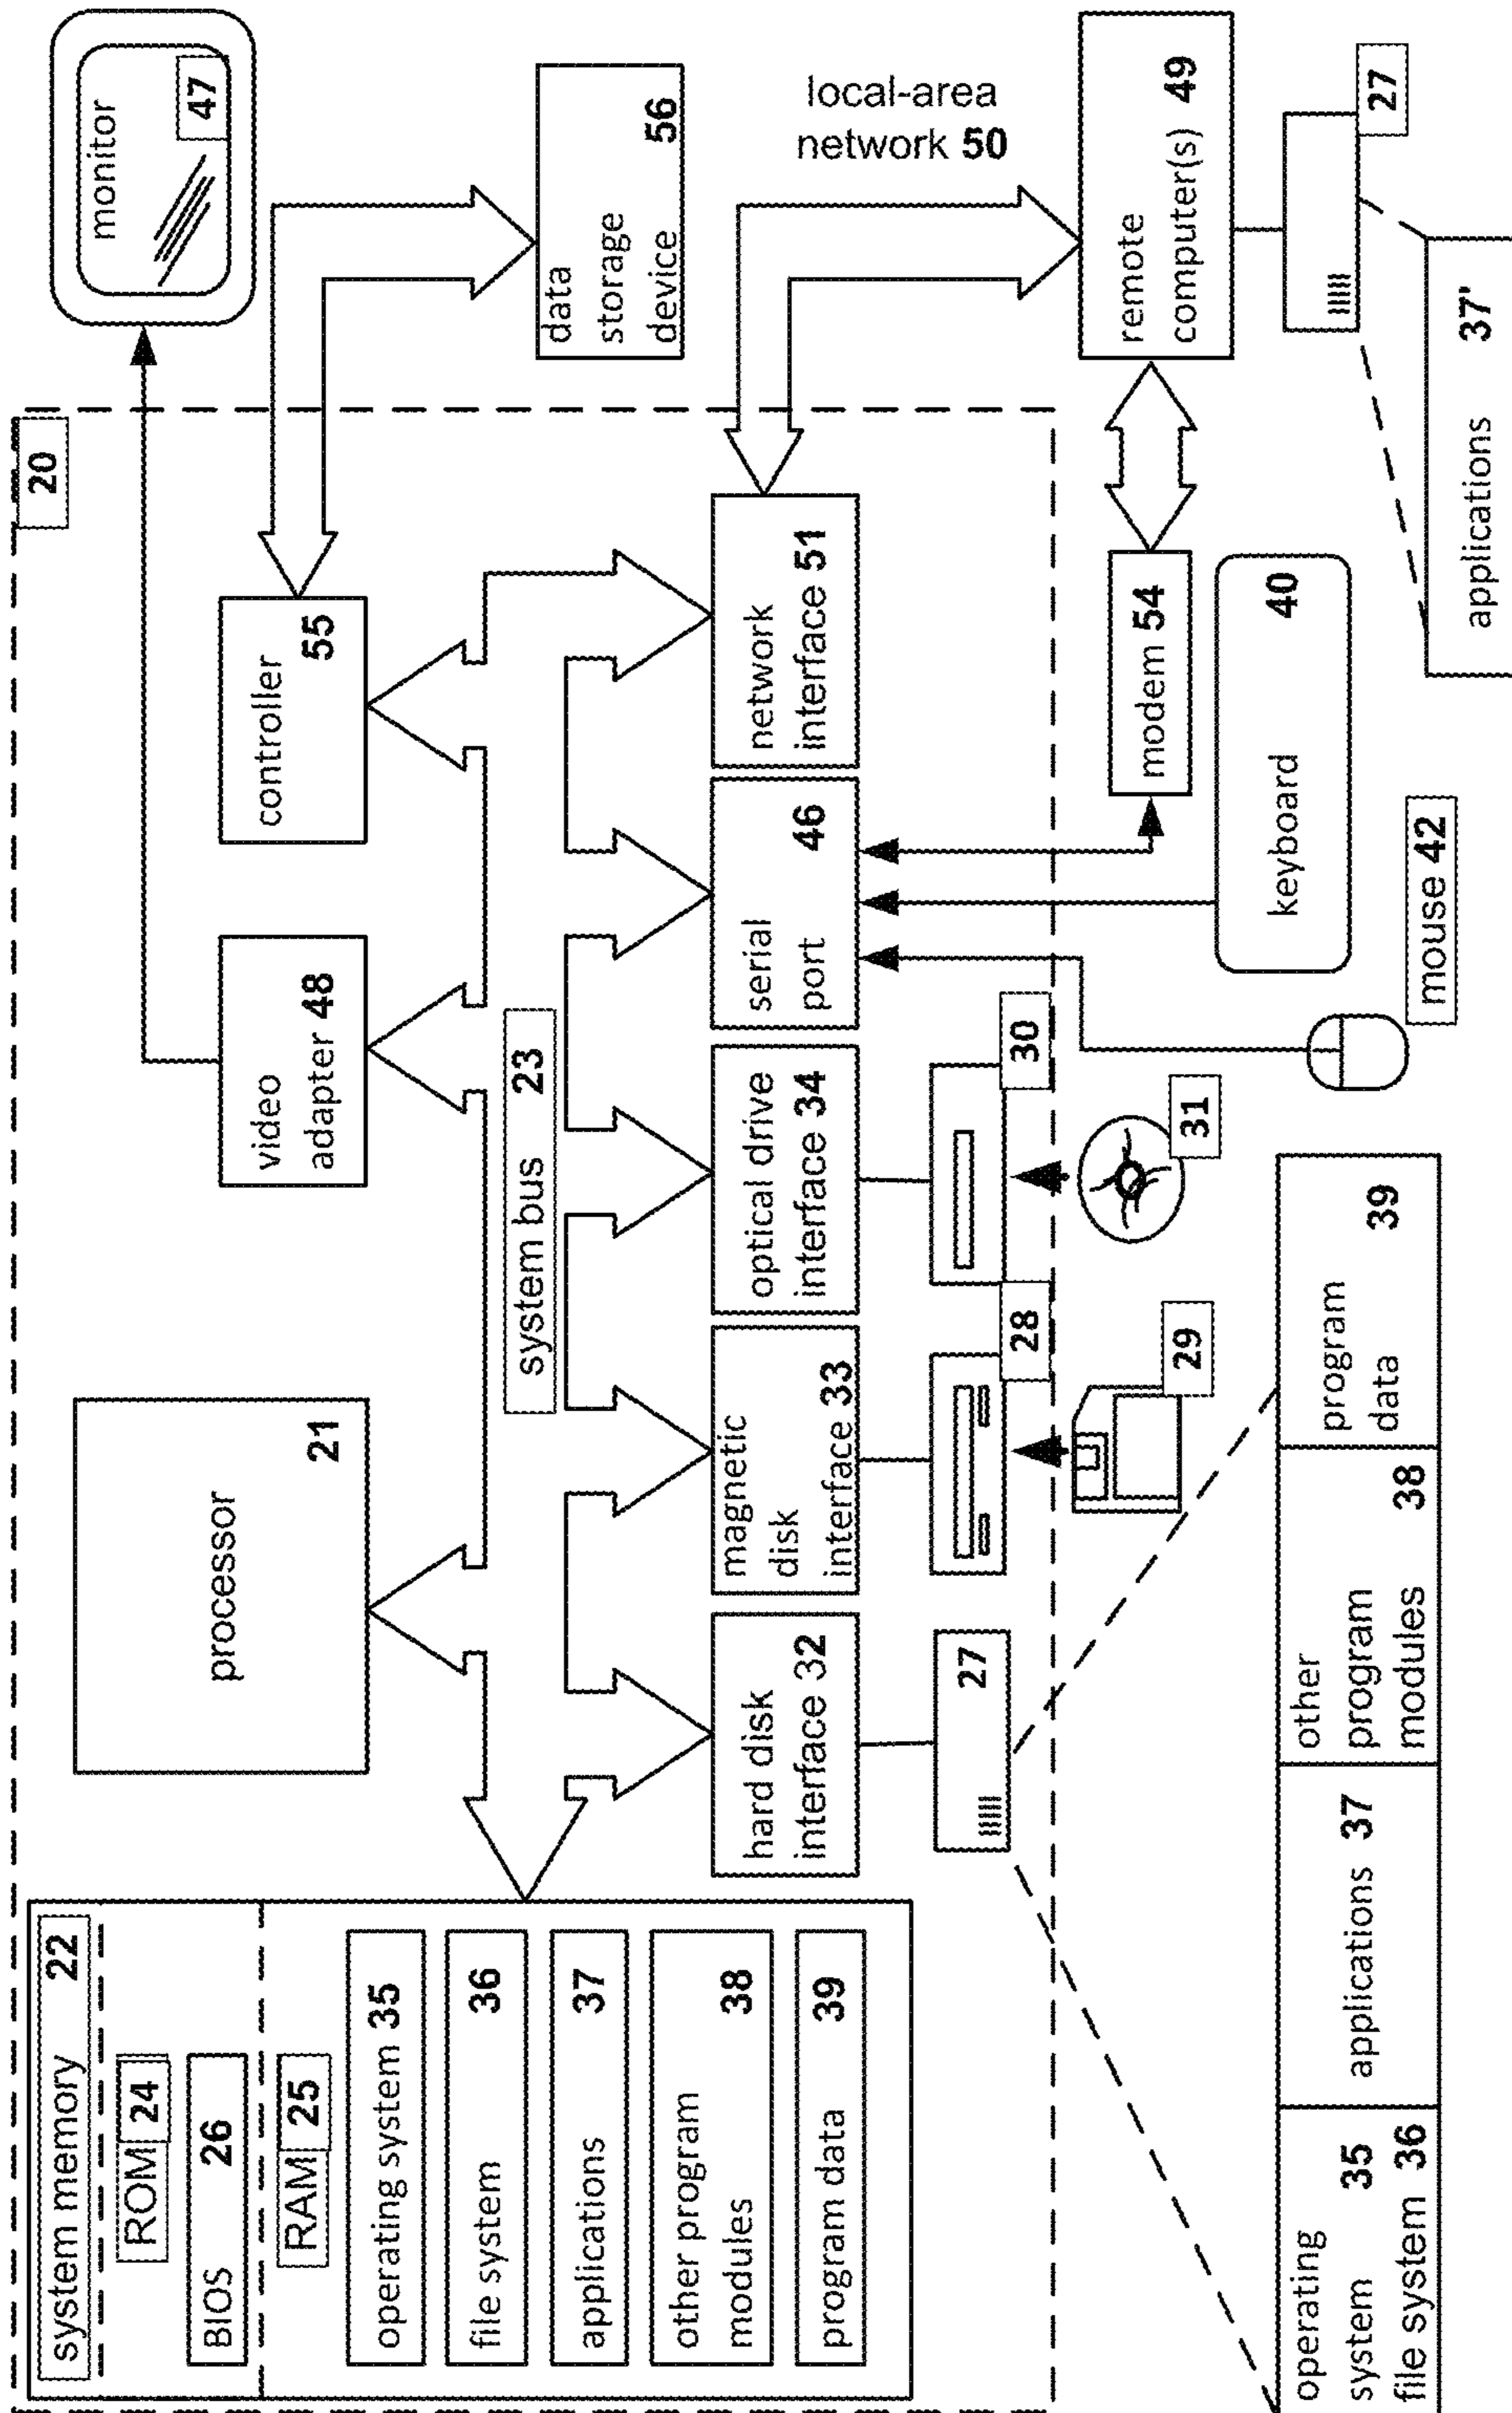 system memory 22
ROM 24
BIOS 26
RAM 25
operating system 35
file system 36
applications 37
other program
modules 38
program data 39
processor
21
video
adapter 48
controller
55
20
monitor
47
system bus 23
data
storage
device 56
hard disk
interface 32
magnetic
disk
interface 33
optical drive
interface 34
serial
port 46
network
interface 51
local-area
network 50
27
28
30
29
31
modem 54
remote
computer(s) 49
27
keyboard 40
mouse 42
operating
system 35
file system 36
applications 37
other
program
modules 38
program
data 39
applications 37'